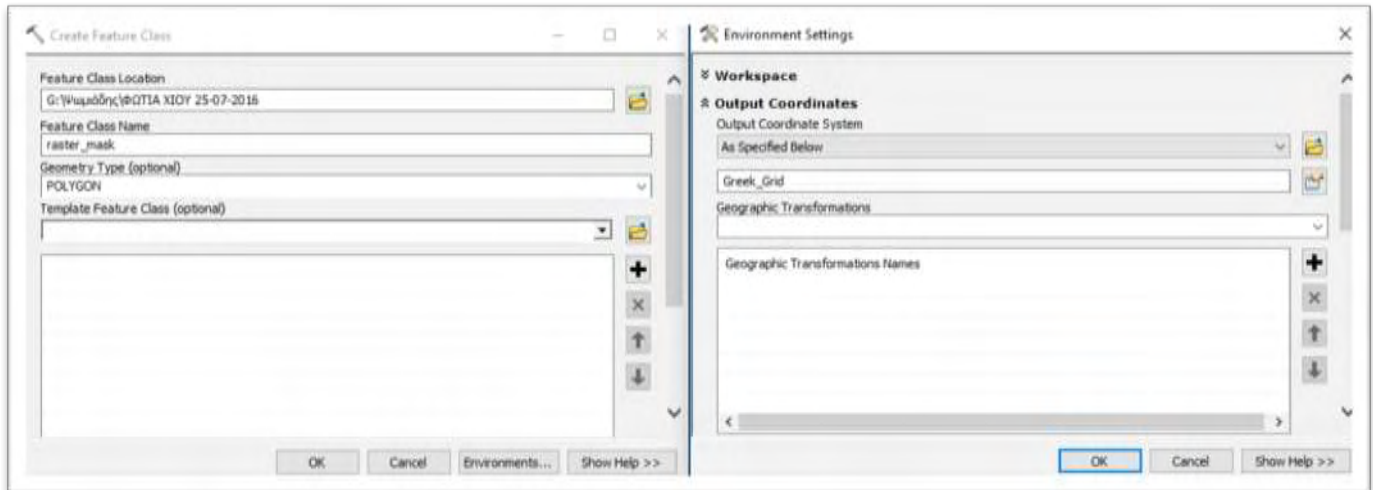 Create Feature Class
Feature Class Location
G:\Ψωμιάδης\ΦΩΤΙΑ ΧΙΟΥ 25-07-2016
Feature Class Name
raster_mask
Geometry Type (optional)
POLYGON
Template Feature Class (optional)
OK
Cancel
Environments...
Show Help >>
Environment Settings
Workspace
Output Coordinates
Output Coordinate System
As Specified Below
Greek_Grid
Geographic Transformations
Geographic Transformations Names
OK
Cancel
Show Help >>